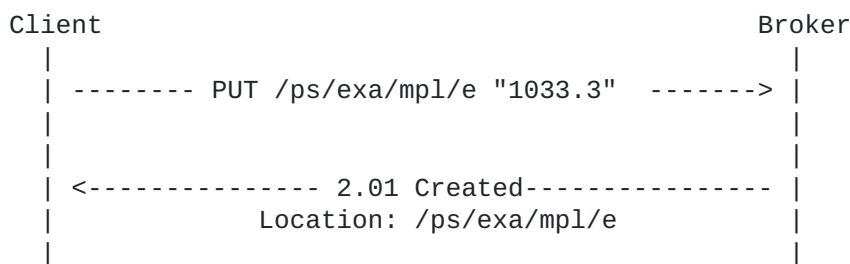 Client                                        Broker
  |                                              |
  | -------- PUT /ps/exa/mpl/e "1033.3"  -------> |
  |                                              |
  |                                              |
  | <--------------- 2.01 Created---------------- |
  |             Location: /ps/exa/mpl/e          |
  |                                              |